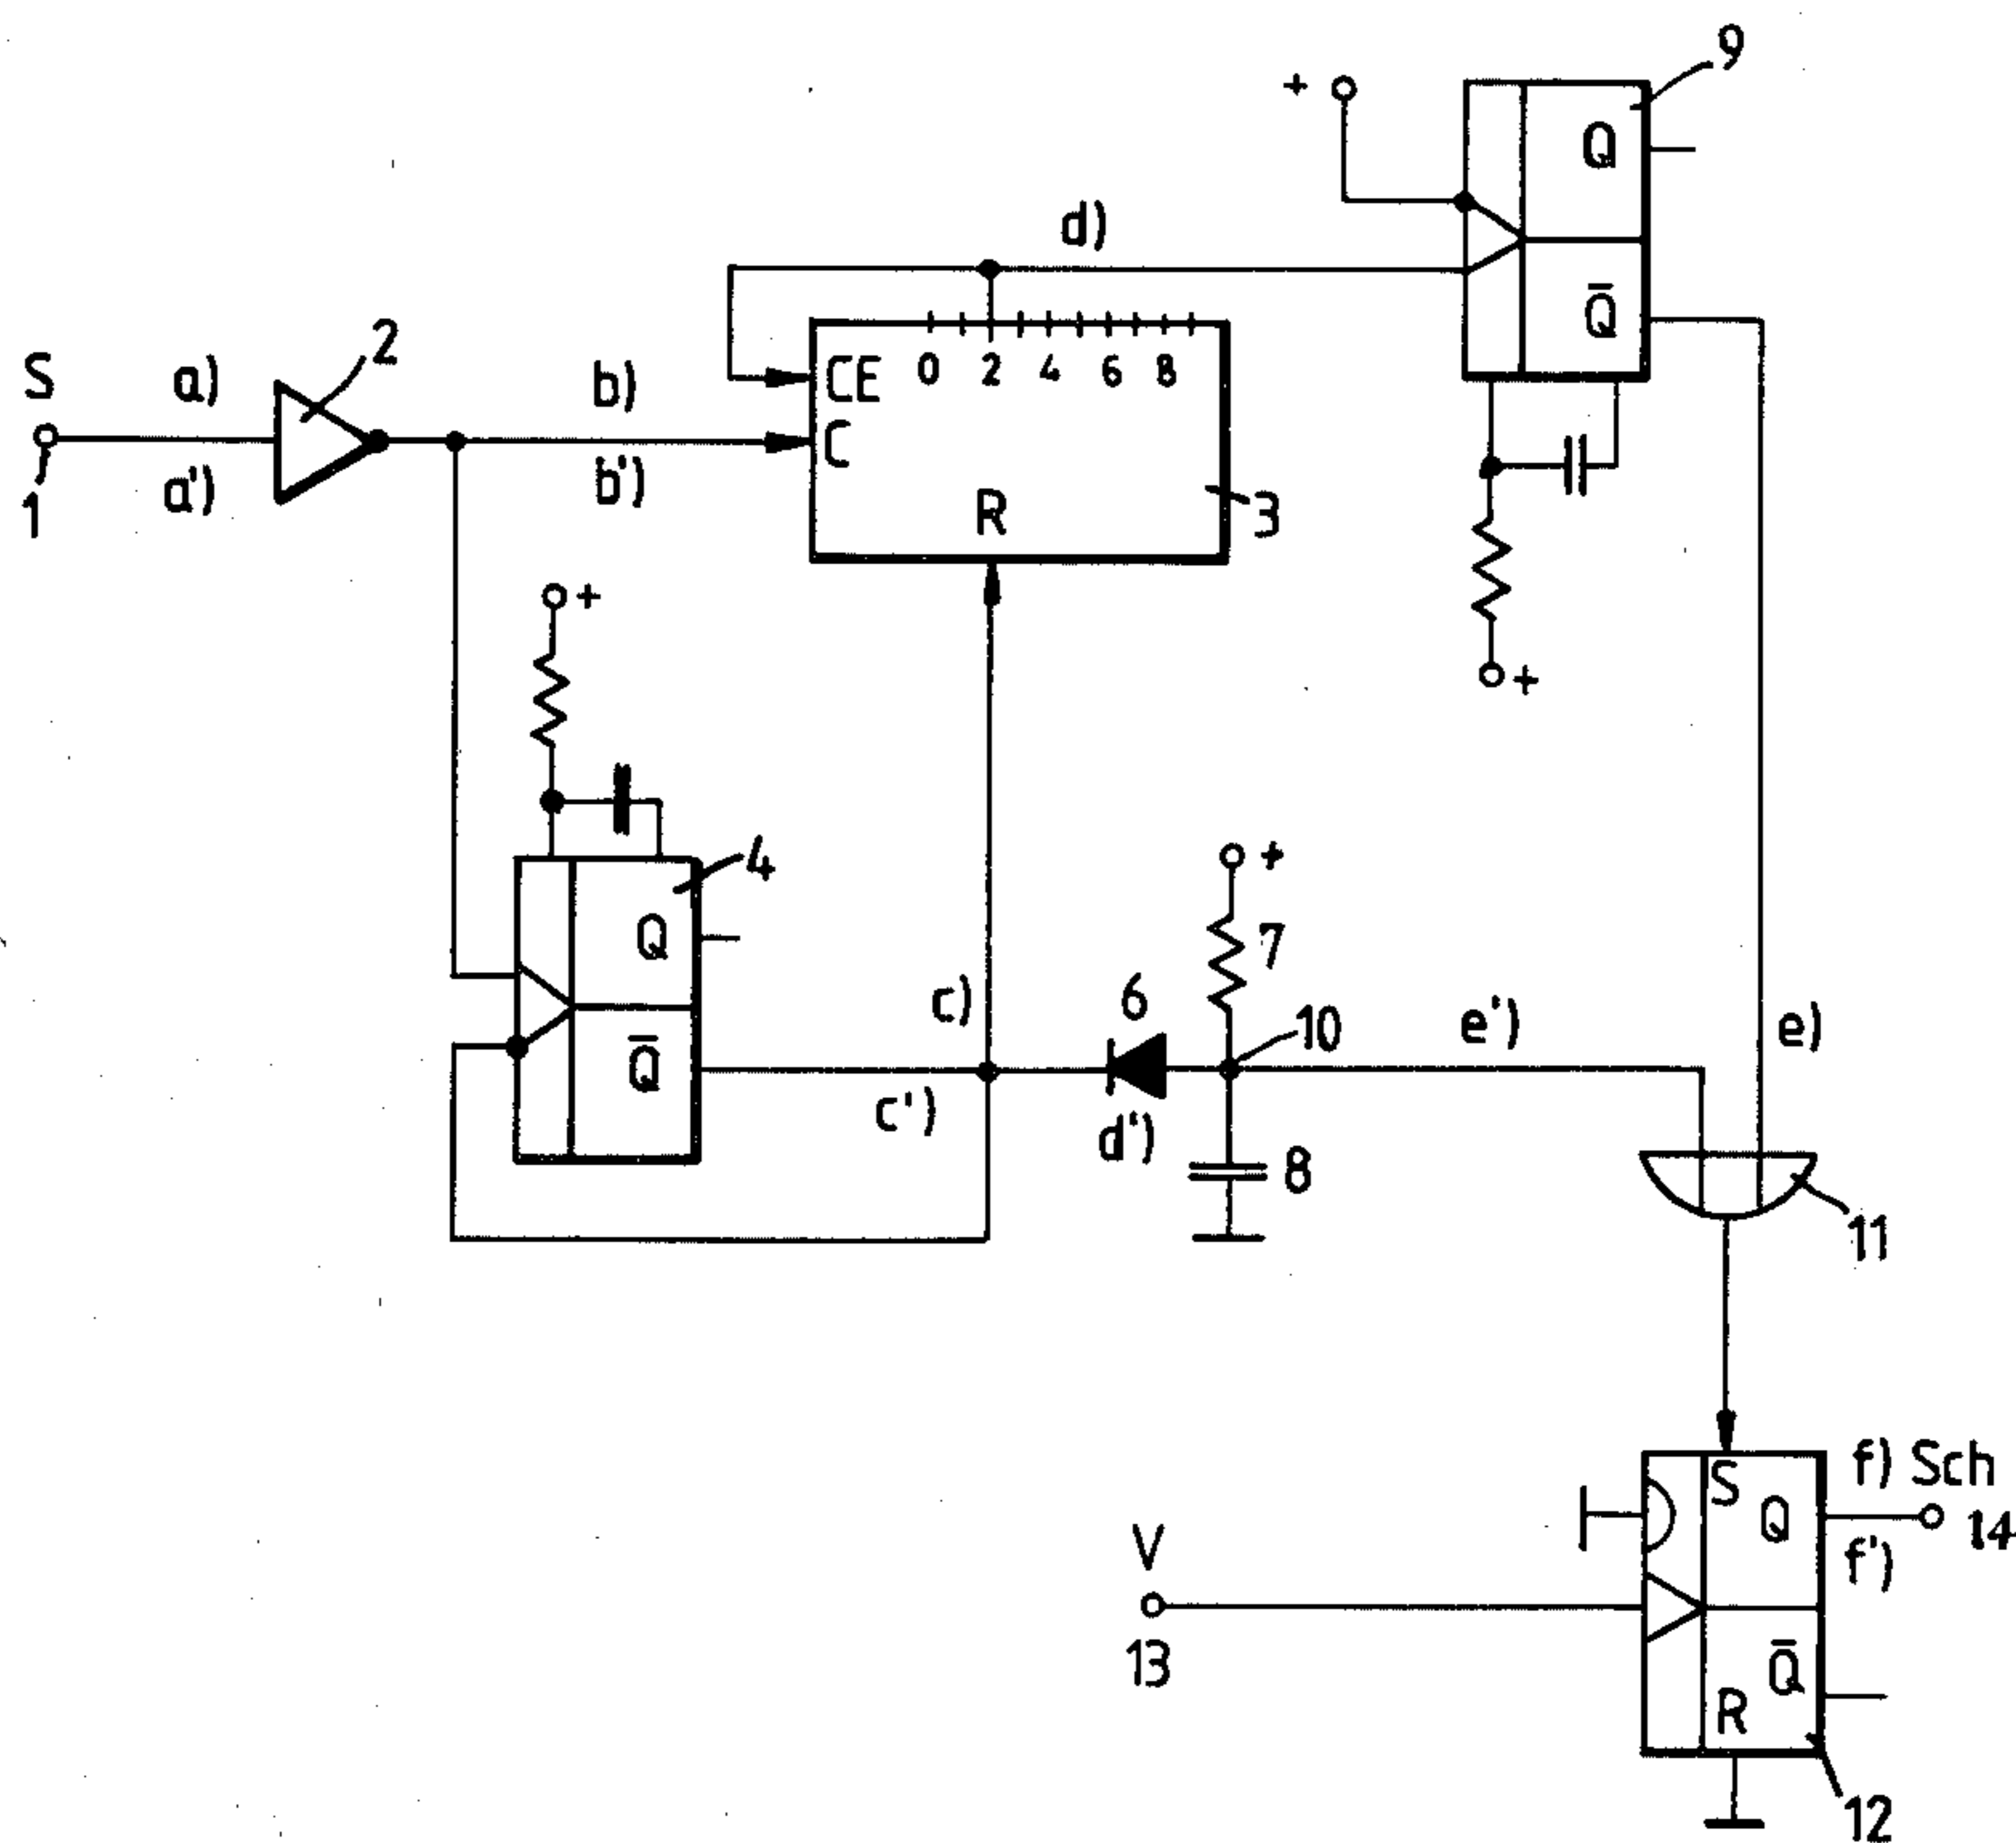 9
+
Q
d)
Q̅
2
S
a)
b)
CE 0 2 4 6 8
C
a')
b')
1
R
3
+
+
4
+
7
Q
c)
6
10
e')
e)
Q̅
c')
d')
8
11
S
f) Sch
Q
14
V
f')
13
Q̅
R
12